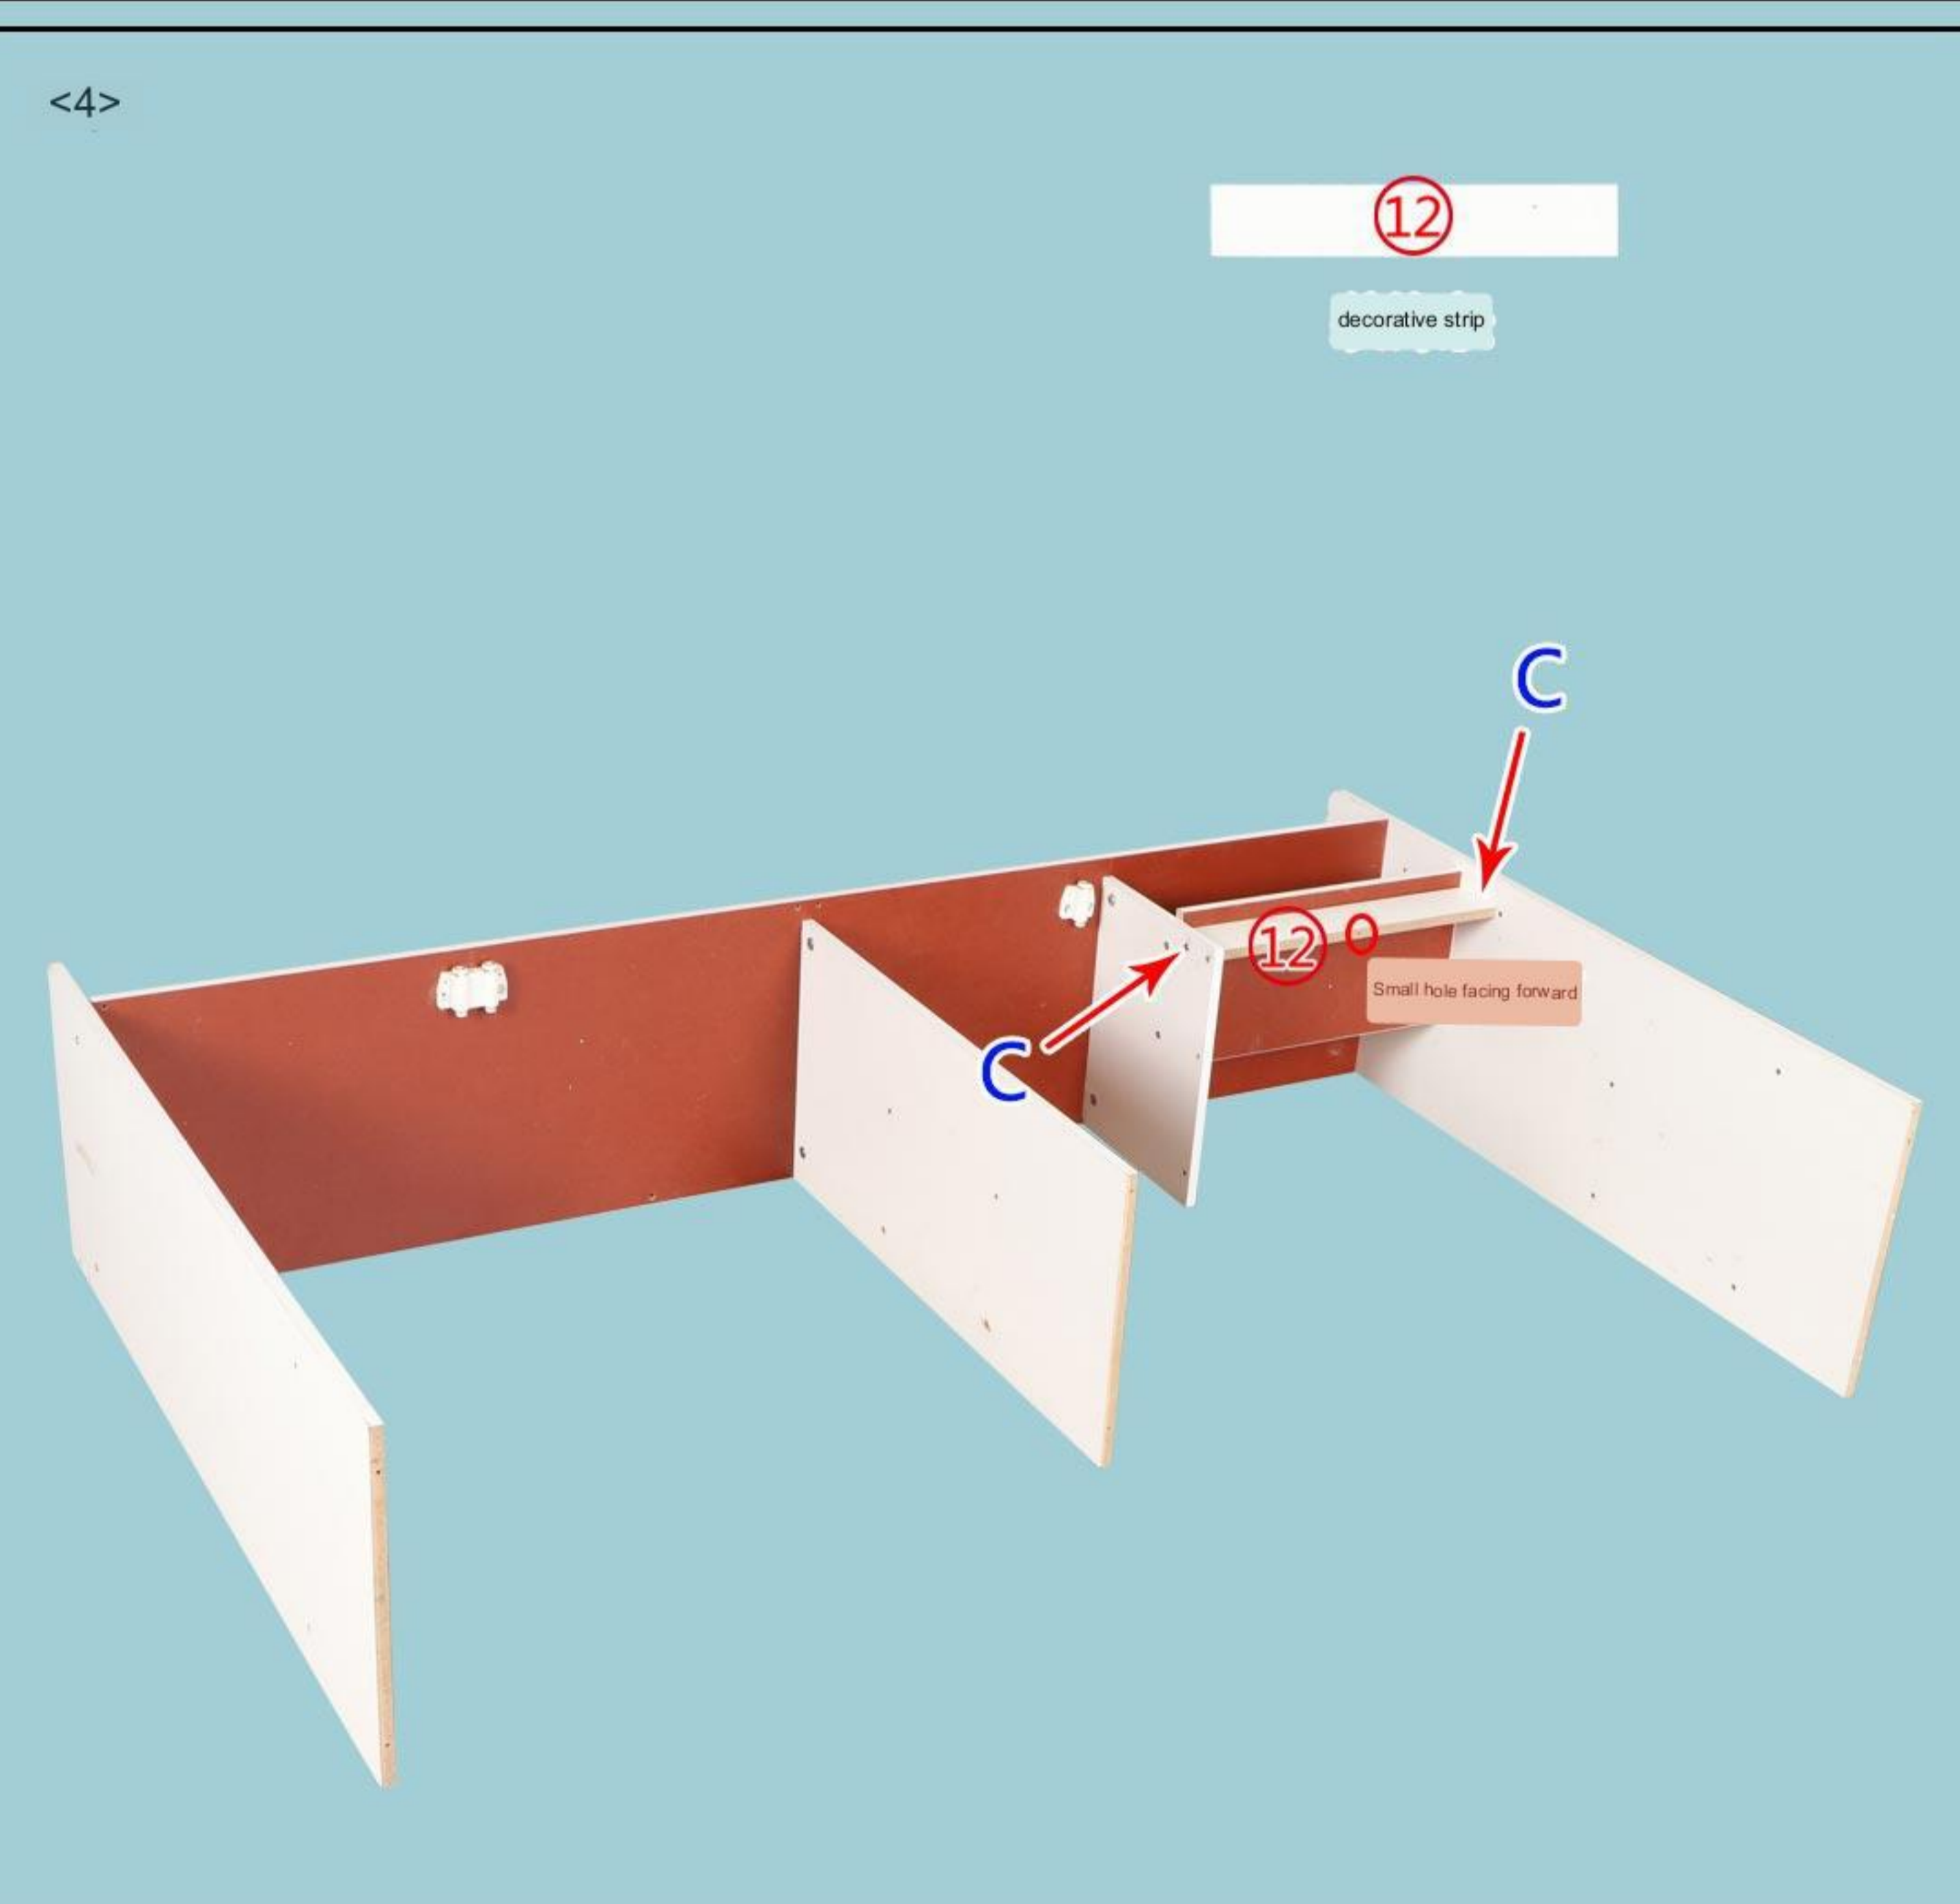 <4>
⑫
decorative strip
C
⑫ O
Small hole facing forward
C